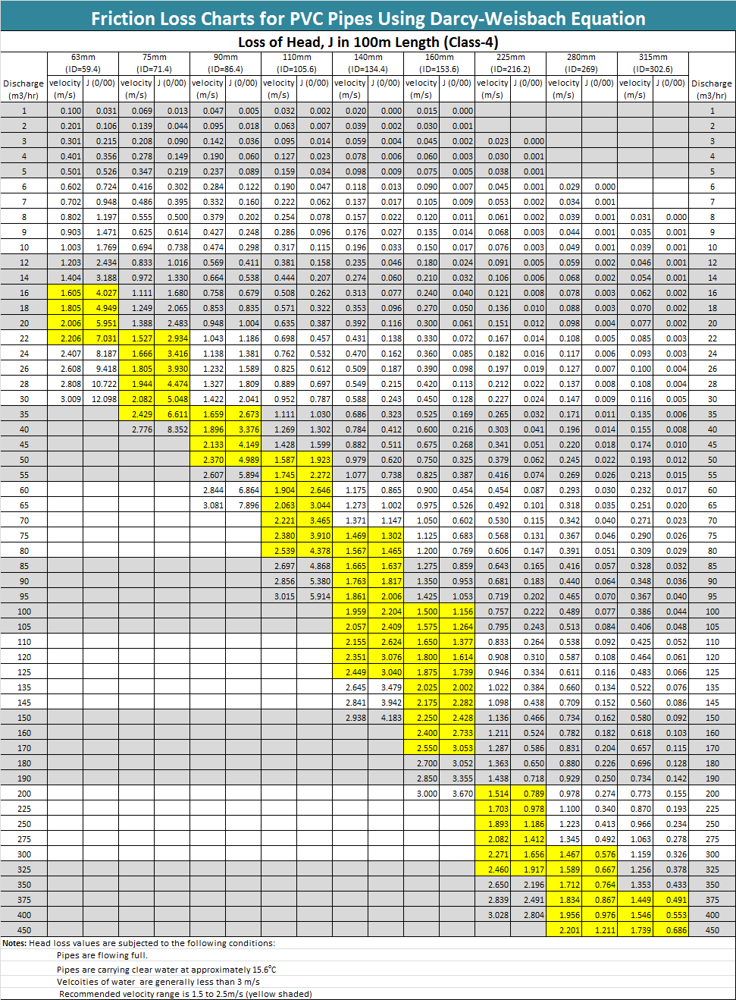 Friction Loss Charts for PVC Pipes Using Darcy-Weisbach Equation
Loss of Head, J in 100m Length (Class-4)
63mm 75mm 90mm 110mm 140mm 160mm 225mm 280mm 315mm
(ID=59.4) (ID=71.4) (ID=86.4) (ID=105.6) (ID=134.4) (ID=153.6) (ID=216.2) (ID=269) (ID=302.6)
Discharge velocity J (0/00) velocity J (0/00) velocity J (0/00) velocity J (0/00) velocity J (0/00) velocity J (0/00) velocity J (0/00) velocity J (0/00) velocity J (0/00) Discharge
(m3/hr) (m/s) (m/s) (m/s) (m/s) (m/s) (m/s) (m/s) (m/s) (m/s) (m3/hr)
1 0.100 0.031 0.069 0.013 0.047 0.005 0.032 0.002 0.020 0.000 0.015 0.000 1
2 0.201 0.106 0.139 0.044 0.095 0.018 0.063 0.007 0.039 0.002 0.030 0.001 2
3 0.301 0.215 0.208 0.090 0.142 0.036 0.095 0.014 0.059 0.004 0.045 0.002 0.023 0.000 3
4 0.401 0.356 0.278 0.149 0.190 0.060 0.127 0.023 0.078 0.006 0.060 0.003 0.030 0.001 4
5 0.501 0.526 0.347 0.219 0.237 0.089 0.159 0.034 0.098 0.009 0.075 0.005 0.038 0.001 5
6 0.602 0.724 0.416 0.302 0.284 0.122 0.190 0.047 0.118 0.013 0.090 0.007 0.045 0.001 0.029 0.000 6
7 0.702 0.948 0.486 0.395 0.332 0.160 0.222 0.062 0.137 0.017 0.105 0.009 0.053 0.002 0.034 0.001 7
8 0.802 1.197 0.555 0.500 0.379 0.202 0.254 0.078 0.157 0.022 0.120 0.011 0.061 0.002 0.039 0.001 0.031 0.000 8
9 0.903 1.471 0.625 0.614 0.427 0.248 0.286 0.096 0.176 0.027 0.135 0.014 0.068 0.003 0.044 0.001 0.035 0.001 9
10 1.003 1.769 0.694 0.738 0.474 0.298 0.317 0.115 0.196 0.033 0.150 0.017 0.076 0.003 0.049 0.001 0.039 0.001 10
12 1.203 2.434 0.833 1.016 0.569 0.411 0.381 0.158 0.235 0.046 0.180 0.024 0.091 0.005 0.059 0.002 0.046 0.001 12
14 1.404 3.188 0.972 1.330 0.664 0.538 0.444 0.207 0.274 0.060 0.210 0.032 0.106 0.006 0.068 0.002 0.054 0.001 14
16 1.605 4.027 1.111 1.680 0.758 0.679 0.508 0.262 0.313 0.077 0.240 0.040 0.121 0.008 0.078 0.003 0.062 0.002 16
18 1.805 4.949 1.249 2.065 0.853 0.835 0.571 0.322 0.353 0.096 0.270 0.050 0.136 0.010 0.088 0.003 0.070 0.002 18
20 2.006 5.951 1.388 2.483 0.948 1.004 0.635 0.387 0.392 0.116 0.300 0.061 0.151 0.012 0.098 0.004 0.077 0.002 20
22 2.206 7.031 1.527 2.934 1.043 1.186 0.698 0.457 0.431 0.138 0.330 0.072 0.167 0.014 0.108 0.005 0.085 0.003 22
24 2.407 8.187 1.666 3.416 1.138 1.381 0.762 0.532 0.470 0.162 0.360 0.085 0.182 0.016 0.117 0.006 0.093 0.003 24
26 2.608 9.418 1.805 3.930 1.232 1.589 0.825 0.612 0.509 0.187 0.390 0.098 0.197 0.019 0.127 0.007 0.100 0.004 26
28 2.808 10.722 1.944 4.474 1.327 1.809 0.889 0.697 0.549 0.215 0.420 0.113 0.212 0.022 0.137 0.008 0.108 0.004 28
30 3.009 12.098 2.082 5.048 1.422 2.041 0.952 0.787 0.588 0.243 0.450 0.128 0.227 0.024 0.147 0.009 0.116 0.005 30
35 2.429 6.611 1.659 2.673 1.111 1.030 0.686 0.323 0.525 0.169 0.265 0.032 0.171 0.011 0.135 0.006 35
40 2.776 8.352 1.896 3.376 1.269 1.302 0.784 0.412 0.600 0.216 0.303 0.041 0.196 0.014 0.155 0.008 40
45 2.133 4.149 1.428 1.599 0.882 0.511 0.675 0.268 0.341 0.051 0.220 0.018 0.174 0.010 45
50 2.370 4.989 1.587 1.923 0.979 0.620 0.750 0.325 0.379 0.062 0.245 0.022 0.193 0.012 50
55 2.607 5.894 1.745 2.272 1.077 0.738 0.825 0.387 0.416 0.074 0.269 0.026 0.213 0.015 55
60 2.844 6.864 1.904 2.646 1.175 0.865 0.900 0.454 0.454 0.087 0.293 0.030 0.232 0.017 60
65 3.081 7.896 2.063 3.044 1.273 1.002 0.975 0.526 0.492 0.101 0.318 0.035 0.251 0.020 65
70 2.221 3.465 1.371 1.147 1.050 0.602 0.530 0.115 0.342 0.040 0.271 0.023 70
75 2.380 3.910 1.469 1.302 1.125 0.683 0.568 0.131 0.367 0.046 0.290 0.026 75
80 2.539 4.378 1.567 1.465 1.200 0.769 0.606 0.147 0.391 0.051 0.309 0.029 80
85 2.697 4.868 1.665 1.637 1.275 0.859 0.643 0.165 0.416 0.057 0.328 0.032 85
90 2.856 5.380 1.763 1.817 1.350 0.953 0.681 0.183 0.440 0.064 0.348 0.036 90
95 3.015 5.914 1.861 2.006 1.425 1.053 0.719 0.202 0.465 0.070 0.367 0.040 95
100 1.959 2.204 1.500 1.156 0.757 0.222 0.489 0.077 0.386 0.044 100
105 2.057 2.409 1.575 1.264 0.795 0.243 0.513 0.084 0.406 0.048 105
110 2.155 2.624 1.650 1.377 0.833 0.264 0.538 0.092 0.425 0.052 110
120 2.351 3.076 1.800 1.614 0.908 0.310 0.587 0.108 0.464 0.061 120
125 2.449 3.040 1.875 1.739 0.946 0.334 0.611 0.116 0.483 0.066 125
135 2.645 3.479 2.025 2.002 1.022 0.384 0.660 0.134 0.522 0.076 135
145 2.841 3.942 2.175 2.282 1.098 0.438 0.709 0.152 0.560 0.086 145
150 2.938 4.183 2.250 2.428 1.136 0.466 0.734 0.162 0.580 0.092 150
160 2.400 2.733 1.211 0.524 0.782 0.182 0.618 0.103 160
170 2.550 3.053 1.287 0.586 0.831 0.204 0.657 0.115 170
180 2.700 3.052 1.363 0.650 0.880 0.226 0.696 0.128 180
190 2.850 3.355 1.438 0.718 0.929 0.250 0.734 0.142 190
200 3.000 3.670 1.514 0.789 0.978 0.274 0.773 0.155 200
225 1.703 0.978 1.100 0.340 0.870 0.193 225
250 1.893 1.186 1.223 0.413 0.966 0.234 250
275 2.082 1.412 1.345 0.492 1.063 0.278 275
300 2.271 1.656 1.467 0.576 1.159 0.326 300
325 2.460 1.917 1.589 0.667 1.256 0.378 325
350 2.650 2.196 1.712 0.764 1.353 0.433 350
375 2.839 2.491 1.834 0.867 1.449 0.491 375
400 3.028 2.804 1.956 0.976 1.546 0.553 400
450 2.201 1.211 1.739 0.686 450
Notes: Head loss values are subjected to the following conditions:
Pipes are flowing full.
Pipes are carrying clear water at approximately 15.6⁰C
Velcoities of water are generally less than 3 m/s
Recommended velocity range is 1.5 to 2.5m/s (yellow shaded)